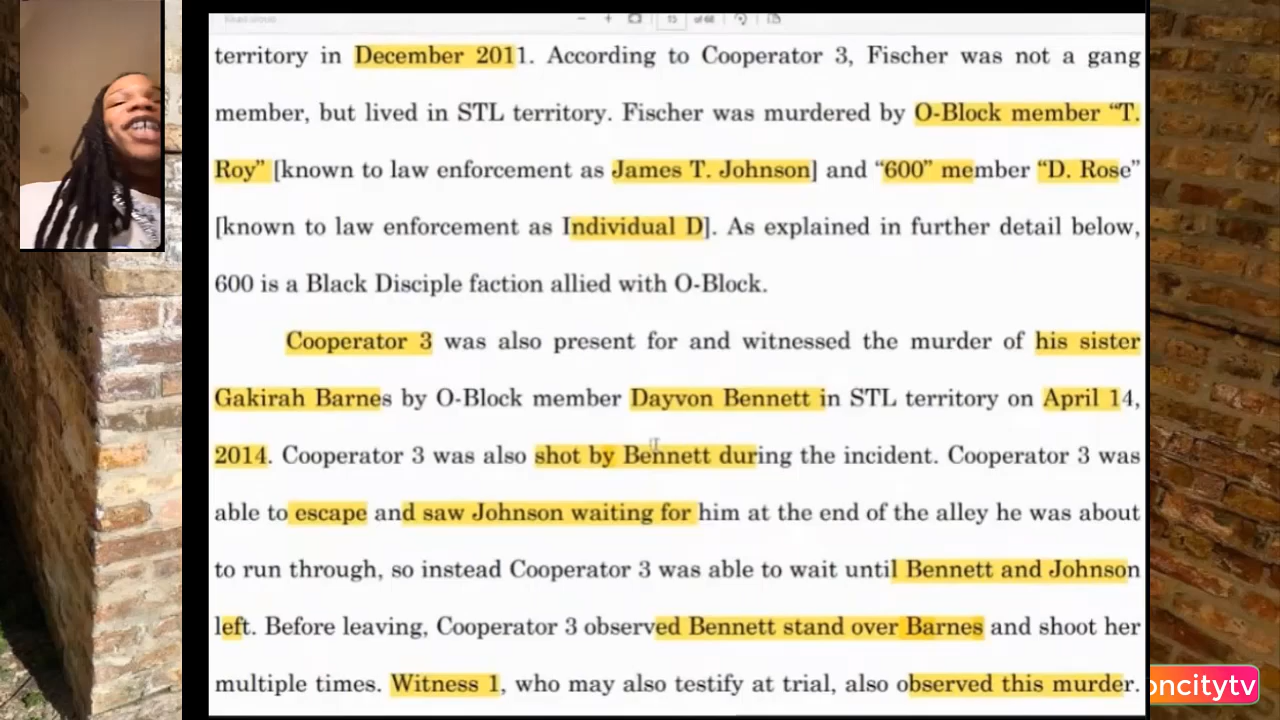 Read aloud
− + 15 of 68
territory in December 2011. According to Cooperator 3, Fischer was not a gang
member, but lived in STL territory. Fischer was murdered by O-Block member “T.
Roy” [known to law enforcement as James T. Johnson] and “600” member “D. Rose”
[known to law enforcement as Individual D]. As explained in further detail below,
600 is a Black Disciple faction allied with O-Block.
Cooperator 3 was also present for and witnessed the murder of his sister
Gakirah Barnes by O-Block member Dayvon Bennett in STL territory on April 14,
2014. Cooperator 3 was also shot by Bennett during the incident. Cooperator 3 was
able to escape and saw Johnson waiting for him at the end of the alley he was about
to run through, so instead Cooperator 3 was able to wait until Bennett and Johnson
left. Before leaving, Cooperator 3 observed Bennett stand over Barnes and shoot her
multiple times. Witness 1, who may also testify at trial, also observed this murder.
oncitytv